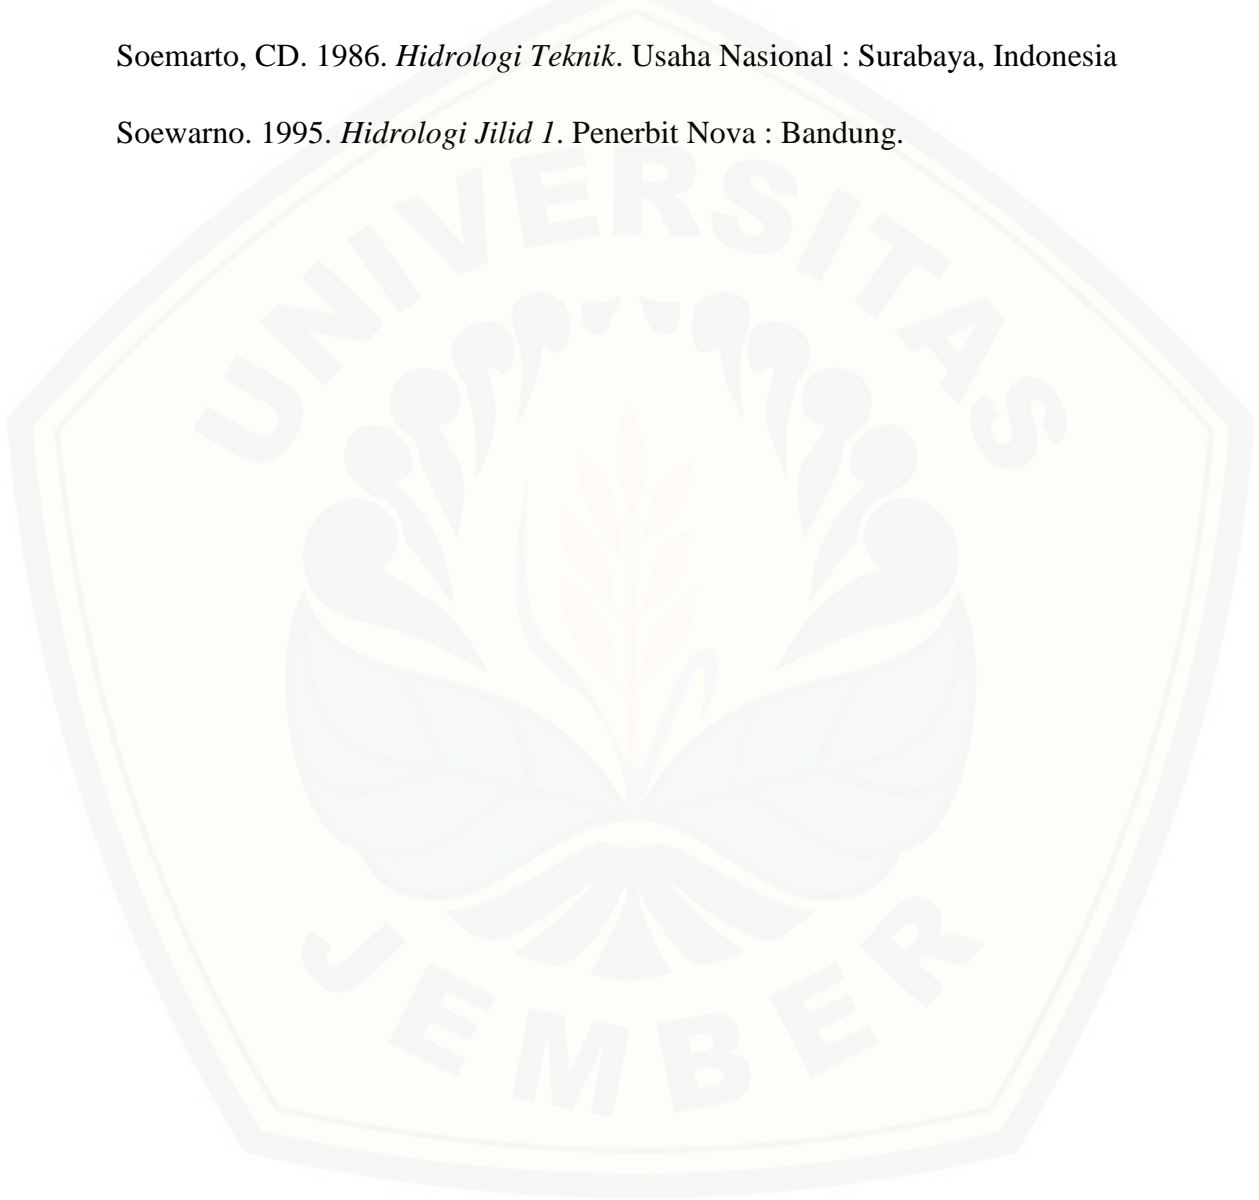 Soemarto, CD. 1986. Hidrologi Teknik. Usaha Nasional : Surabaya, Indonesia
Soewarno. 1995. Hidrologi Jilid 1. Penerbit Nova : Bandung.
UNIVERSITAS
JEMBER